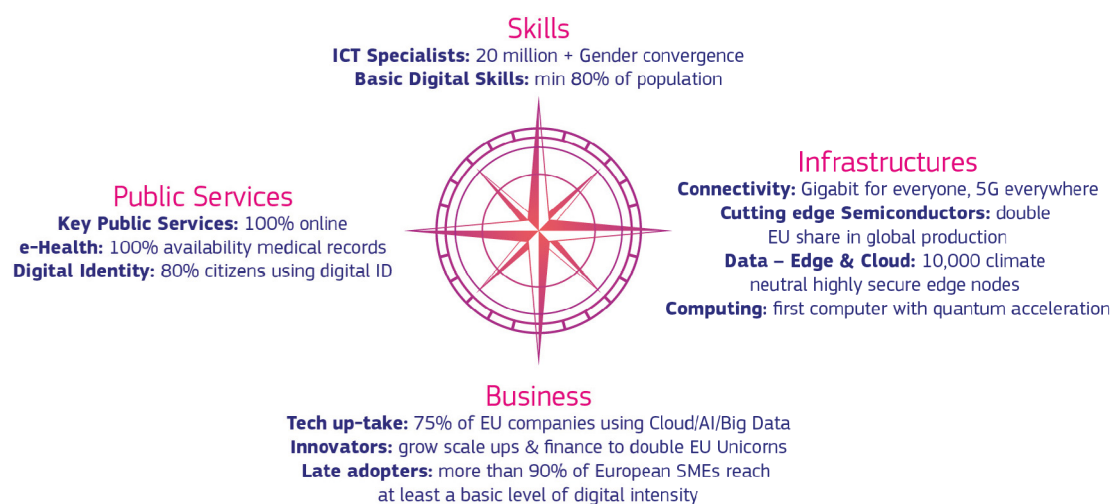 Skills
ICT Specialists: 20 million + Gender convergence
Basic Digital Skills: min 80% of population
Public Services
Key Public Services: 100% online
e-Health: 100% availability medical records
Digital Identity: 80% citizens using digital ID
Infrastructures
Connectivity: Gigabit for everyone, 5G everywhere
Cutting edge Semiconductors: double
EU share in global production
Data – Edge & Cloud: 10,000 climate
neutral highly secure edge nodes
Computing: first computer with quantum acceleration
Business
Tech up-take: 75% of EU companies using Cloud/AI/Big Data
Innovators: grow scale ups & finance to double EU Unicorns
Late adopters: more than 90% of European SMEs reach
at least a basic level of digital intensity